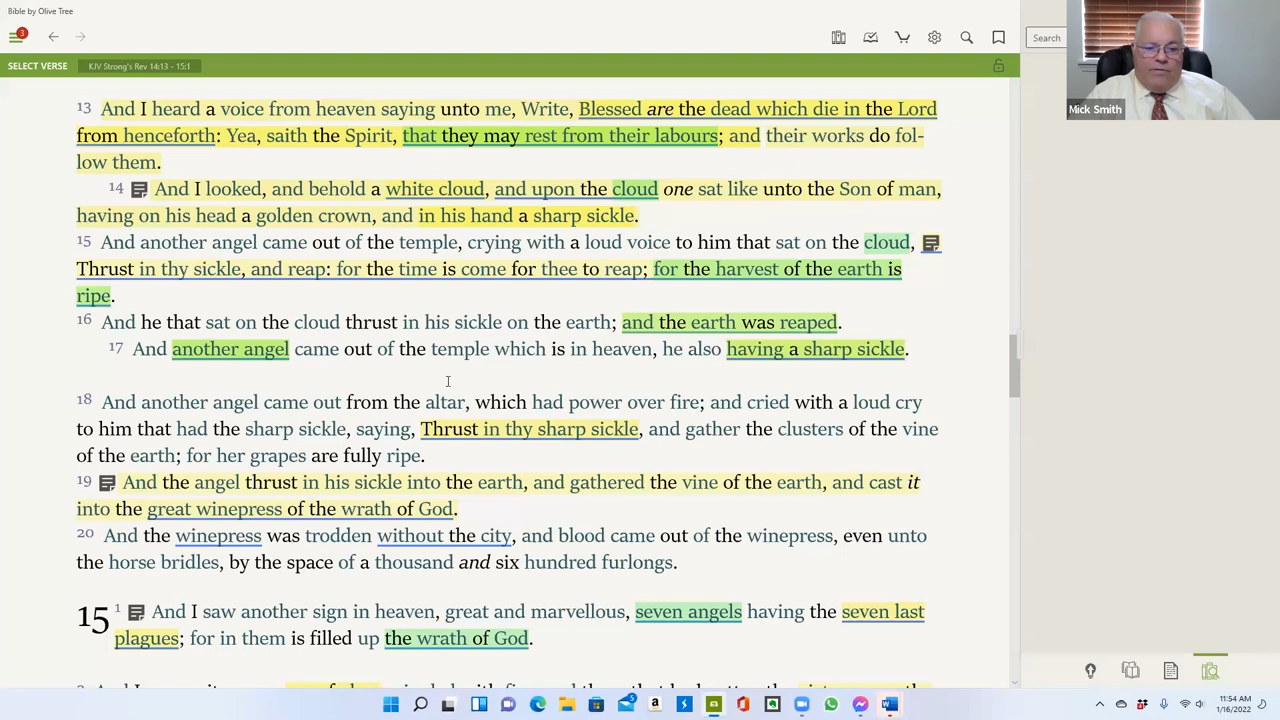 Bible by Olive Tree
3
Search
SELECT VERSE
KJV Strong's Rev 14:13 - 15:1
Mick Smith
13 And I heard a voice from heaven saying unto me, Write, Blessed are the dead which die in the Lord
from henceforth: Yea, saith the Spirit, that they may rest from their labours; and their works do fol-
low them.
14 And I looked, and behold a white cloud, and upon the cloud one sat like unto the Son of man,
having on his head a golden crown, and in his hand a sharp sickle.
15 And another angel came out of the temple, crying with a loud voice to him that sat on the cloud,
Thrust in thy sickle, and reap: for the time is come for thee to reap; for the harvest of the earth is
ripe.
16 And he that sat on the cloud thrust in his sickle on the earth; and the earth was reaped.
17 And another angel came out of the temple which is in heaven, he also having a sharp sickle.
18 And another angel came out from the altar, which had power over fire; and cried with a loud cry
to him that had the sharp sickle, saying, Thrust in thy sharp sickle, and gather the clusters of the vine
of the earth; for her grapes are fully ripe.
19 And the angel thrust in his sickle into the earth, and gathered the vine of the earth, and cast it
into the great winepress of the wrath of God.
20 And the winepress was trodden without the city, and blood came out of the winepress, even unto
the horse bridles, by the space of a thousand and six hundred furlongs.
15 1 And I saw another sign in heaven, great and marvellous, seven angels having the seven last
plagues; for in them is filled up the wrath of God.
11:54 AM
1/16/2022